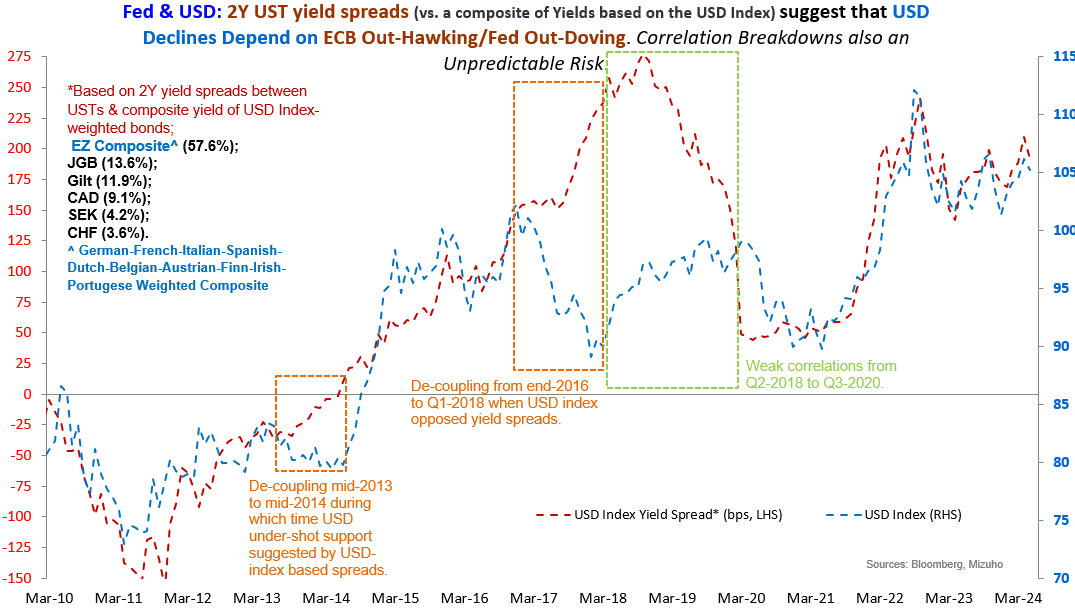 Fed & USD: 2Y UST yield spreads (vs. a composite of Yields based on the USD Index) suggest that USD
Declines Depend on ECB Out-Hawking/Fed Out-Doving. Correlation Breakdowns also an
Unpredictable Risk.
275
250
225
200
175
150
125
100
75
50
25
0
-25
-50
-75
-100
-125
-150
*Based on 2Y yield spreads between
USTs & composite yield of USD Index-
weighted bonds;
EZ Composite^ (57.6%);
JGB (13.6%);
Gilt (11.9%);
CAD (9.1%);
SEK (4.2%);
CHF (3.6%).
^ German-French-Italian-Spanish-
Dutch-Belgian-Austrian-Finn-Irish-
Portugese Weighted Composite
De-coupling mid-2013
to mid-2014 during
which time USD
under-shot support
suggested by USD-
index based spreads.
De-coupling from end-2016
to Q1-2018 when USD index
opposed yield spreads.
Weak correlations from
Q2-2018 to Q3-2020.
USD Index Yield Spread* (bps, LHS)
USD Index (RHS)
Sources: Bloomberg, Mizuho
115
110
105
100
95
90
85
80
75
70
Mar-10
Mar-11
Mar-12
Mar-13
Mar-14
Mar-15
Mar-16
Mar-17
Mar-18
Mar-19
Mar-20
Mar-21
Mar-22
Mar-23
Mar-24